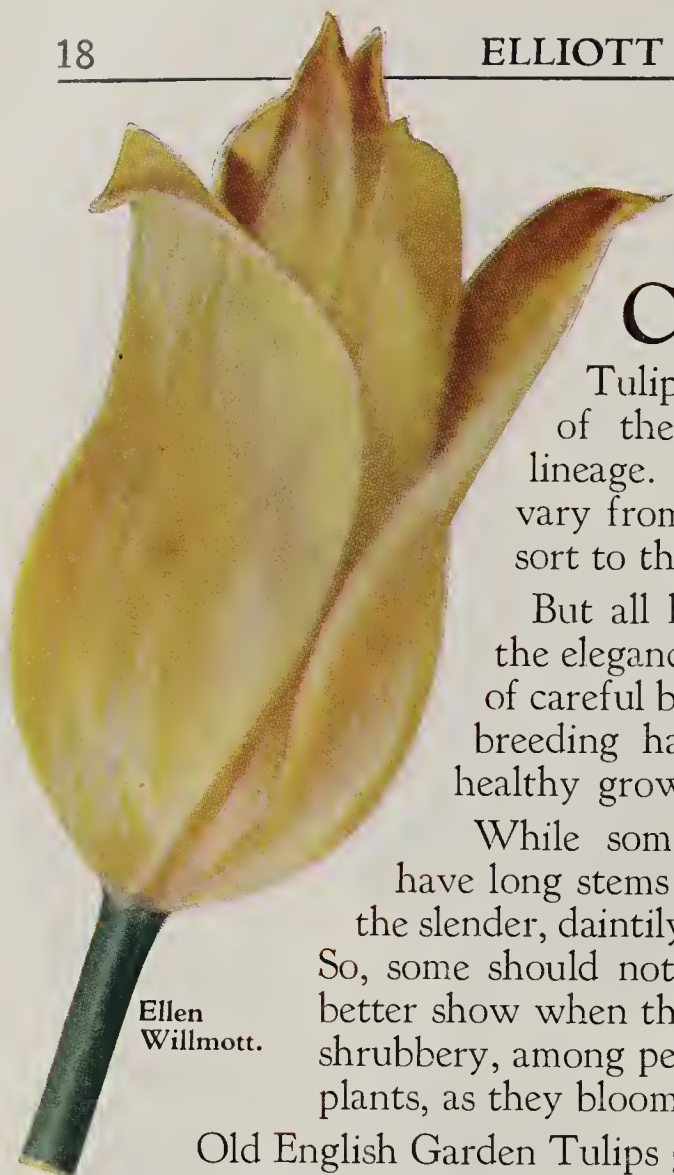 18
ELLIOTT
Tulip
of the
lineage.
vary from
sort to th
But all
the eleganc
of careful b
breeding ha
healthy grow
While som
have long stems
the slender, daintily
So, some should not
better show when th
shrubbery, among pe
plants, as they bloom
Old English Garden Tulips
Ellen
Willmott.